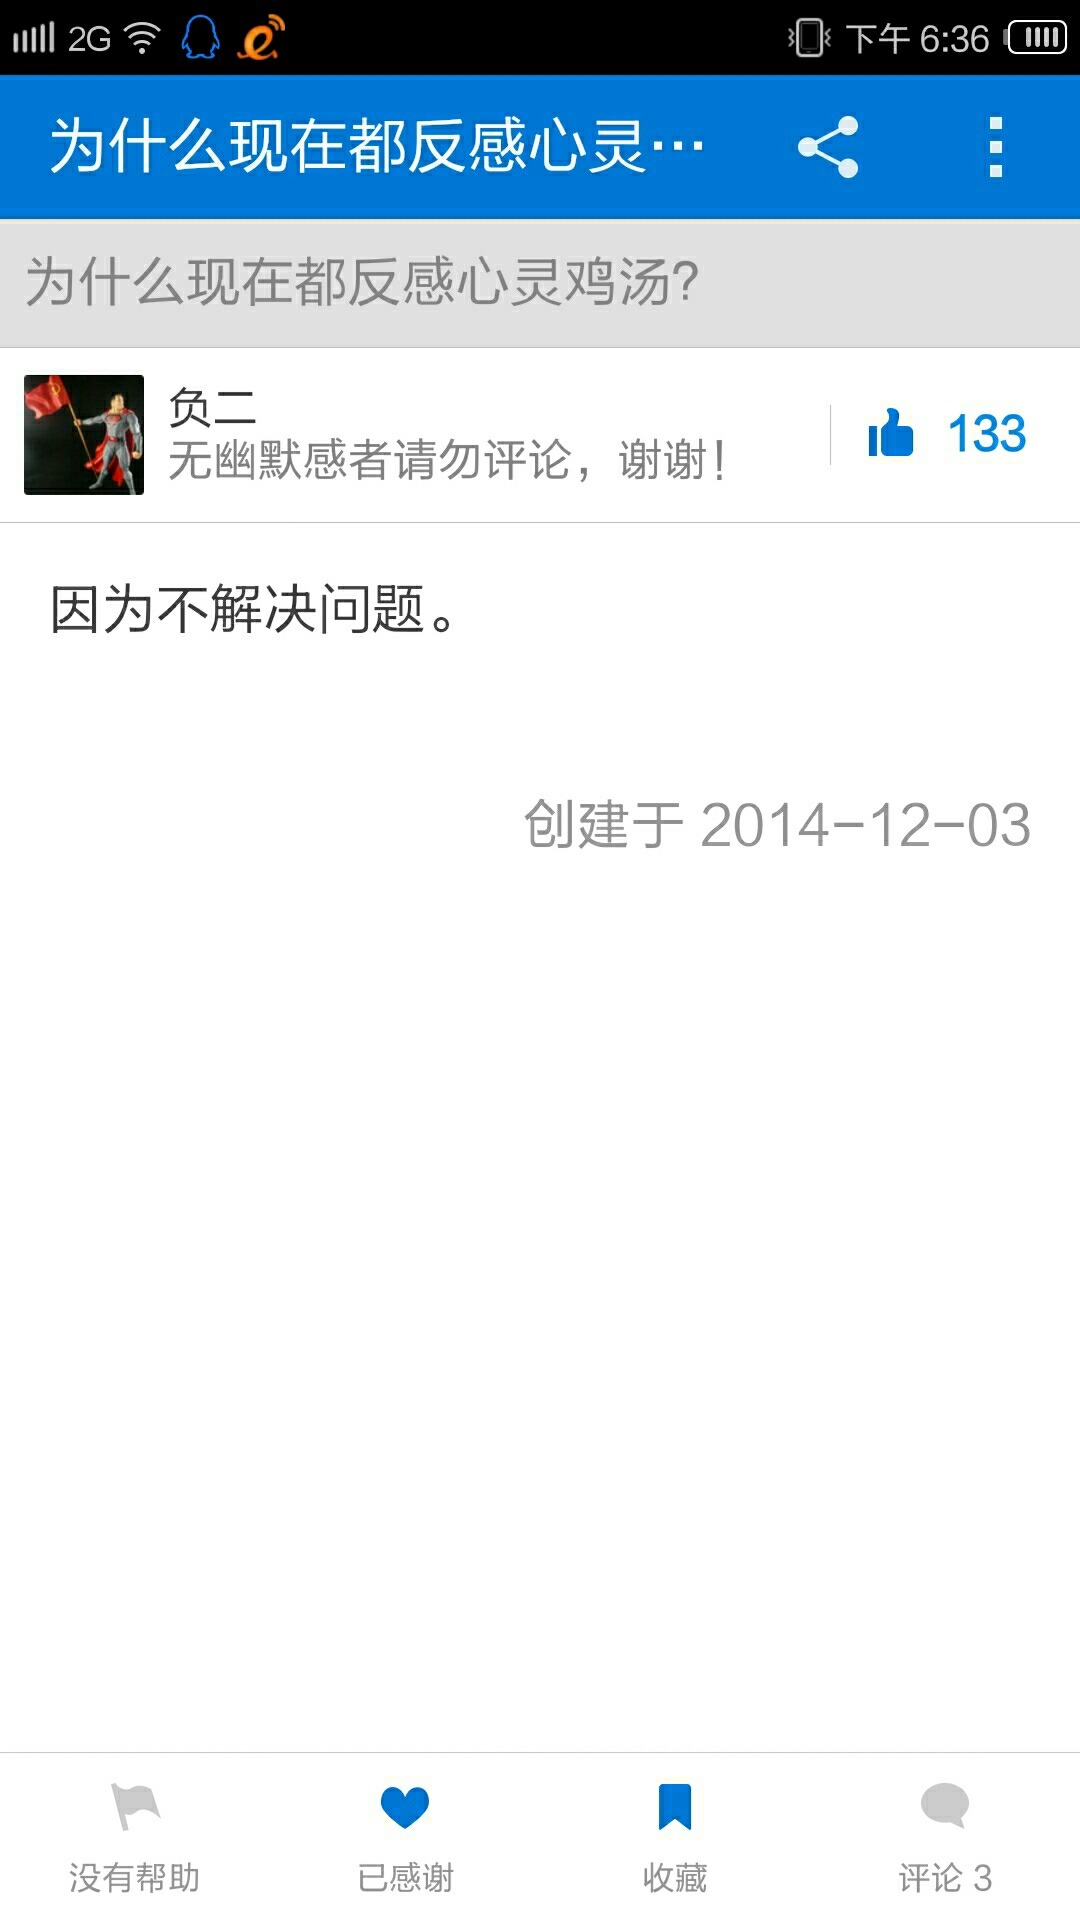 2G 下午 6:36
为什么现在都反感心灵…
为什么现在都反感心灵鸡汤?
负二
无幽默感者请勿评论，谢谢!
133
因为不解决问题。
创建于 2014-12-03
没有帮助 已感谢 收藏 评论 3